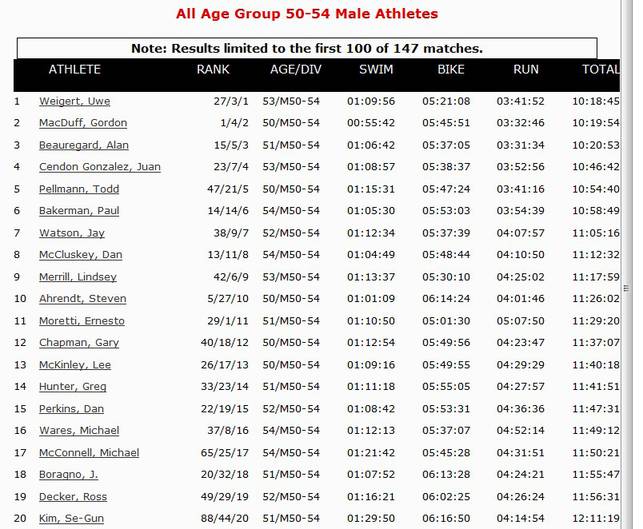 All Age Group 50-54 Male Athletes
Note: Results limited to the first 100 of 147 matches.
ATHLETE RANK AGE/DIV SWIM BIKE RUN TOTAL
1 Weigert, Uwe 27/3/1 53/M50-54 01:09:56 05:21:08 03:41:52 10:18:45
2 MacDuff, Gordon 1/4/2 50/M50-54 00:55:42 05:45:51 03:32:46 10:19:54
3 Beauregard, Alan 15/5/3 51/M50-54 01:06:42 05:37:05 03:31:34 10:20:53
4 Cendon Gonzalez, Juan 23/7/4 53/M50-54 01:08:57 05:38:37 03:52:56 10:46:42
5 Pellmann, Todd 47/21/5 50/M50-54 01:15:31 05:47:24 03:41:16 10:54:40
6 Bakerman, Paul 14/14/6 54/M50-54 01:05:30 05:53:03 03:54:39 10:58:49
7 Watson, Jay 38/9/7 52/M50-54 01:12:34 05:37:39 04:07:57 11:05:16
8 McCluskey, Dan 13/11/8 54/M50-54 01:04:49 05:48:44 04:10:50 11:12:32
9 Merrill, Lindsey 42/6/9 53/M50-54 01:13:37 05:30:10 04:25:02 11:17:59
10 Ahrendt, Steven 5/27/10 50/M50-54 01:01:09 06:14:24 04:01:46 11:26:02
11 Moretti, Ernesto 29/1/11 51/M50-54 01:10:50 05:01:30 05:07:50 11:29:20
12 Chapman, Gary 40/18/12 50/M50-54 01:12:54 05:49:56 04:23:47 11:37:07
13 McKinley, Lee 26/17/13 50/M50-54 01:09:16 05:49:55 04:29:29 11:40:18
14 Hunter, Greg 33/23/14 51/M50-54 01:11:18 05:55:05 04:27:57 11:41:51
15 Perkins, Dan 22/19/15 52/M50-54 01:08:42 05:53:31 04:36:36 11:47:31
16 Wares, Michael 37/8/16 54/M50-54 01:12:13 05:37:07 04:52:14 11:49:12
17 McConnell, Michael 65/25/17 54/M50-54 01:21:42 05:45:28 04:31:51 11:50:21
18 Boragno, J. 20/32/18 51/M50-54 01:07:52 06:13:28 04:24:21 11:55:47
19 Decker, Ross 49/29/19 52/M50-54 01:16:21 06:02:25 04:26:24 11:56:31
20 Kim, Se-Gun 88/44/20 51/M50-54 01:29:50 06:16:50 04:14:54 12:11:19